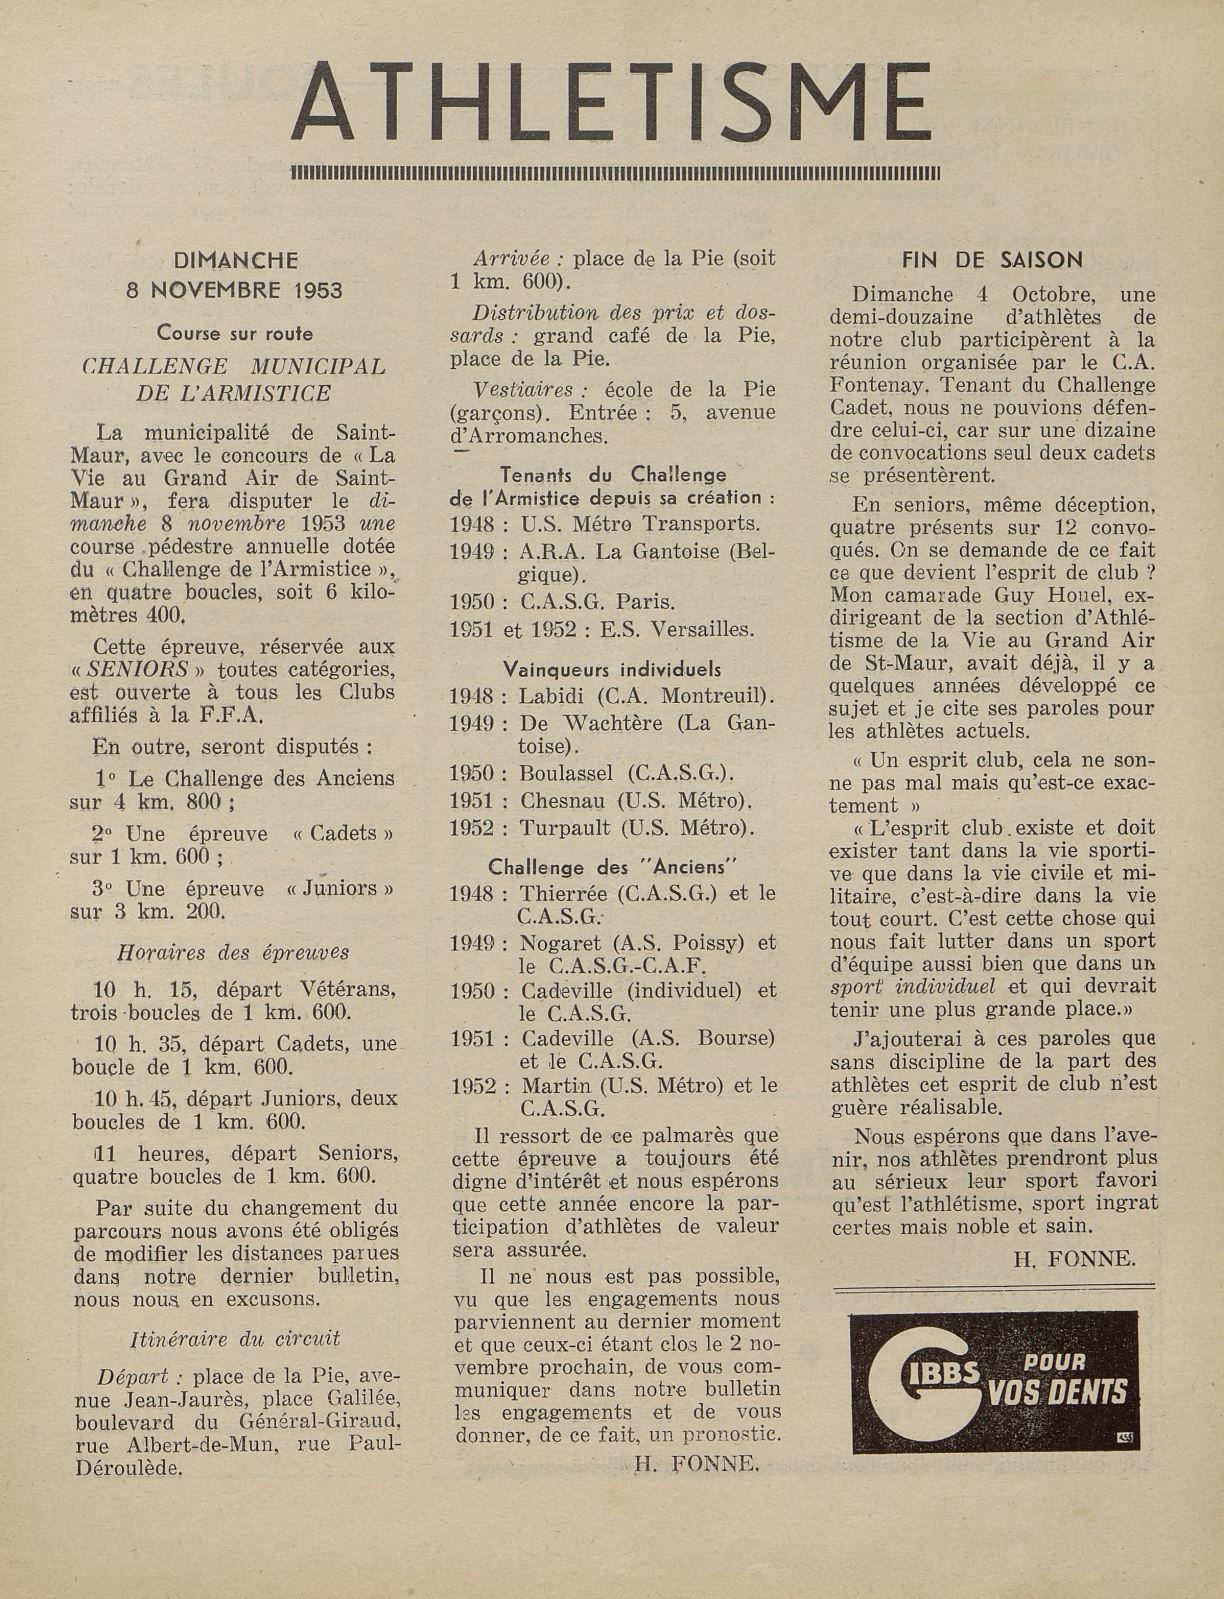 ATHLETISME
DIMANCHE
8 NOVEMBRE 1953
Course sur route
CHALLENGE MUNICIPAL
DE L'ARMISTICE
La municipalité de Saint-
Maur, avec le concours de « La
Vie au Grand Air de Saint-
Maur », fera disputer le di-
manche 8 novembre 1953 une
course pédestre annuelle dotée
du « Challenge de l'Armistice »,
en quatre boucles, soit 6 kilo-
mètres 400.
Cette épreuve, réservée aux
« SENIORS » toutes catégories,
est ouverte à tous les Clubs
affiliés à la F.F.A.
En outre, seront disputés :
1° Le Challenge des Anciens
sur 4 km. 800 ;
2° Une épreuve « Cadets »
sur 1 km. 600 ;
3° Une épreuve « Juniors »
sur 3 km. 200.
Horaires des épreuves
10 h. 15, départ Vétérans,
trois boucles de 1 km. 600.
10 h. 35, départ Cadets, une
boucle de 1 km. 600.
10 h. 45, départ Juniors, deux
boucles de 1 km. 600.
11 heures, départ Seniors,
quatre boucles de 1 km. 600.
Par suite du changement du
parcours nous avons été obligés
de modifier les distances parues
dans notre dernier bulletin,
nous nous en excusons.
Itinéraire du circuit
Départ : place de la Pie, ave-
nue Jean-Jaurès, place Galilée,
boulevard du Général-Giraud,
rue Albert-de-Mun, rue Paul-
Déroulède.
Arrivée : place de la Pie (soit
1 km. 600).
Distribution des prix et dos-
sards : grand café de la Pie,
place de la Pie.
Vestiaires : école de la Pie
(garçons). Entrée : 5, avenue
d'Arromanches.
Tenants du Challenge
de l'Armistice depuis sa création :
1948 : U.S. Métro Transports.
1949 : A.R.A. La Gantoise (Bel-
gique).
1950 : C.A.S.G. Paris.
1951 et 1952 : E.S. Versailles.
Vainqueurs individuels
1948 : Labidi (C.A. Montreuil).
1949 : De Wachtère (La Gan-
toise).
1950 : Boulassel (C.A.S.G.).
1951 : Chesnau (U.S. Métro).
1952 : Turpault (U.S. Métro).
Challenge des "Anciens"
1948 : Thierrée (C.A.S.G.) et le
C.A.S.G.
1949 : Nogaret (A.S. Poissy) et
le C.A.S.G.-C.A.F.
1950 : Cadeville (individuel) et
le C.A.S.G.
1951 : Cadeville (A.S. Bourse)
et le C.A.S.G.
1952 : Martin (U.S. Métro) et le
C.A.S.G.
Il ressort de ce palmarès que
cette épreuve a toujours été
digne d'intérêt et nous espérons
que cette année encore la par-
ticipation d'athlètes de valeur
sera assurée.
Il ne nous est pas possible,
vu que les engagements nous
parviennent au dernier moment
et que ceux-ci étant clos le 2 no-
vembre prochain, de vous com-
muniquer dans notre bulletin
les engagements et de vous
donner, de ce fait, un pronostic.
H. FONNE.
FIN DE SAISON
Dimanche 4 Octobre, une
demi-douzaine d'athlètes de
notre club participèrent à la
réunion organisée par le C.A.
Fontenay. Tenant du Challenge
Cadet, nous ne pouvions défen-
dre celui-ci, car sur une dizaine
de convocations seul deux cadets
se présentèrent.
En seniors, même déception,
quatre présents sur 12 convo-
qués. On se demande de ce fait
ce que devient l'esprit de club ?
Mon camarade Guy Houel, ex-
dirigeant de la section d'Athlé-
tisme de la Vie au Grand Air
de St-Maur, avait déjà, il y a
quelques années développé ce
sujet et je cite ses paroles pour
les athlètes actuels.
« Un esprit club, cela ne son-
ne pas mal mais qu'est-ce exac-
tement »
« L'esprit club existe et doit
exister tant dans la vie sporti-
ve que dans la vie civile et mi-
litaire, c'est-à-dire dans la vie
tout court. C'est cette chose qui
nous fait lutter dans un sport
d'équipe aussi bien que dans un
sport individuel et qui devrait
tenir une plus grande place.»
J'ajouterai à ces paroles que
sans discipline de la part des
athlètes cet esprit de club n'est
guère réalisable.
Nous espérons que dans l'ave-
nir, nos athlètes prendront plus
au sérieux leur sport favori
qu'est l'athlétisme, sport ingrat
certes mais noble et sain.
H. FONNE.
GIBBS POUR
VOS DENTS